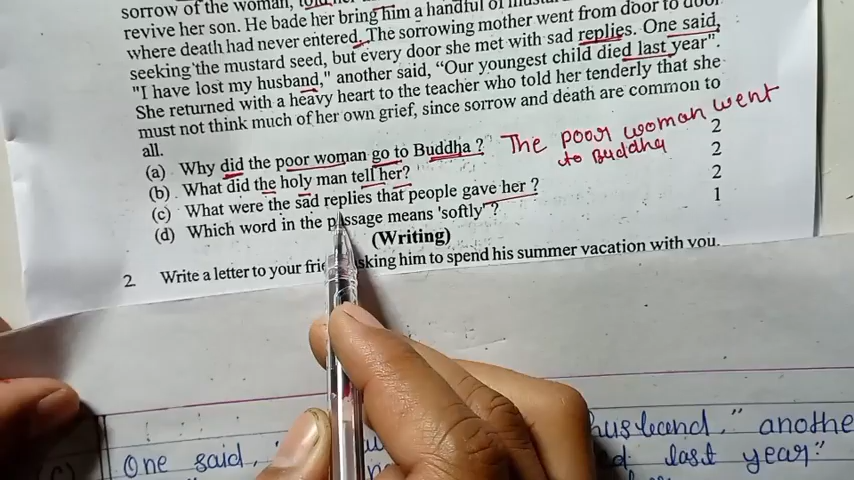 sorrow of the woman, told her
revive her son. He bade her bring him a handful of
where death had never entered. The sorrowing mother went from door to door
seeking the mustard seed, but every door she met with sad replies. One said,
"I have lost my husband," another said, "Our youngest child died last year".
She returned with a heavy heart to the teacher who told her tenderly that she
must not think much of her own grief, since sorrow and death are common to
all.
(a) Why did the poor woman go to Buddha ? The poor woman went 2
to Buddha
(b) What did the holy man tell her? 2
(c) What were the sad replies that people gave her ? 2
(d) Which word in the passage means 'softly' ? 1
(Writing)
2 Write a letter to your asking him to spend his summer vacation with you.
(c) One said, husband," another
last year."